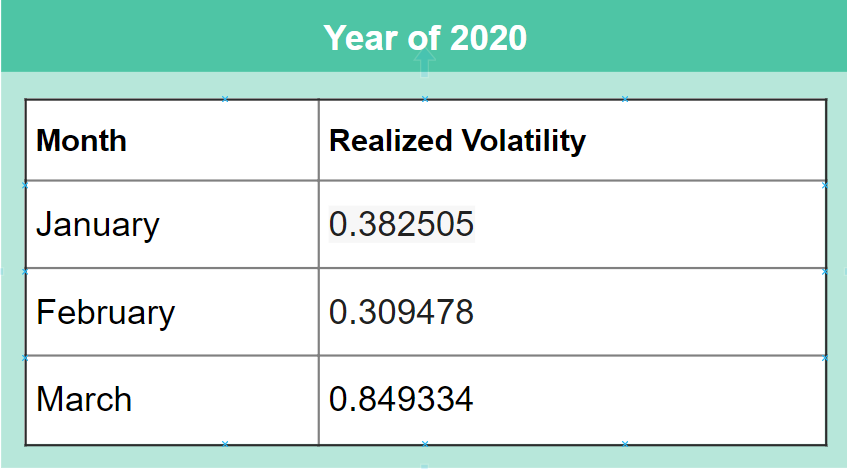 Year of 2020
Month Realized Volatility
January 0.382505
February 0.309478
March 0.849334